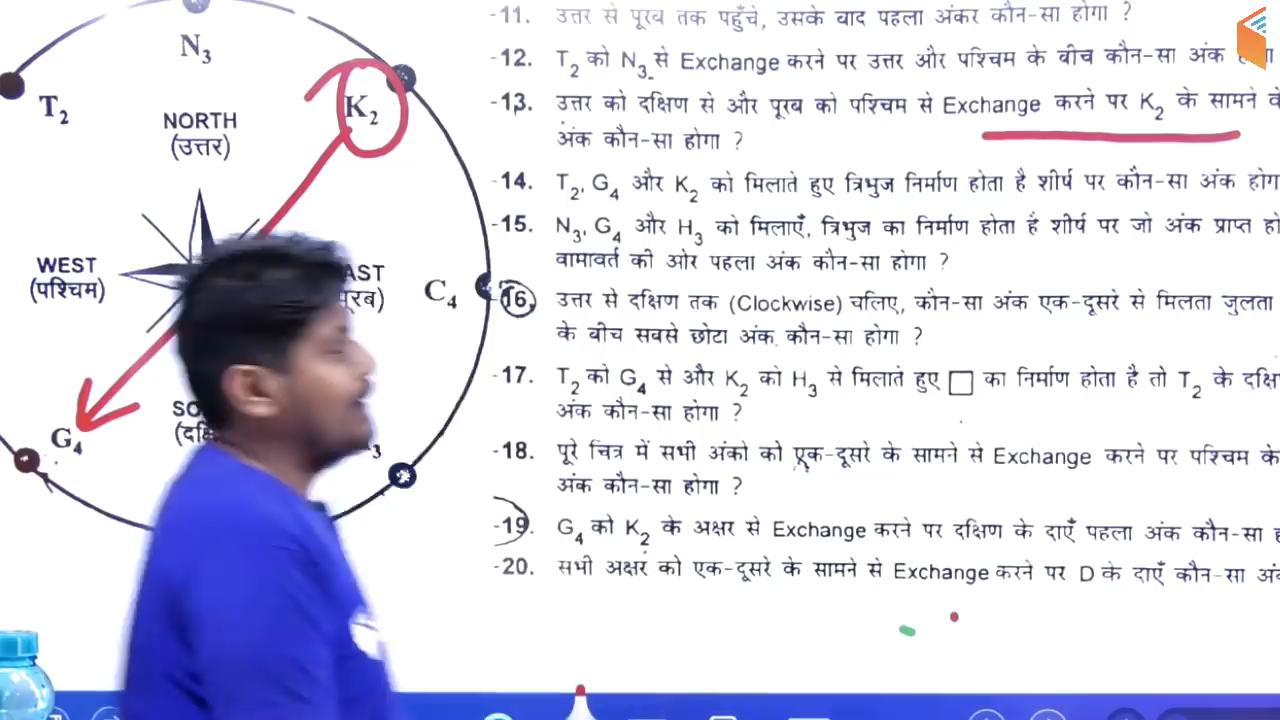 N3
T2
K2
NORTH
(उत्तर)
WEST
(पश्चिम)
C4
G4
-11. उत्तर से पूरब तक पहुँचे, उसके बाद पहला अंकर कौन-सा होगा ?
-12. T2 को N3 से Exchange करने पर उत्तर और पश्चिम के बीच कौन-सा अंक
-13. उत्तर को दक्षिण से और पूरब को पश्चिम से Exchange करने पर K2 के सामने
अंक कौन-सा होगा ?
-14. T2, G4 और K2 को मिलाते हुए त्रिभुज निर्माण होता है शीर्ष पर कौन-सा अंक
-15. N3, G4 और H3 को मिलाएँ, त्रिभुज का निर्माण होता है शीर्ष पर जो अंक प्राप्त
वामावर्त की ओर पहला अंक कौन-सा होगा ?
-16. उत्तर से दक्षिण तक (Clockwise) चलिए, कौन-सा अंक एक-दूसरे से मिलता जुलता
के बीच सबसे छोटा अंक कौन-सा होगा ?
-17. T2 को G4 से और K2 को H3 से मिलाते हुए □ का निर्माण होता है तो T2 के
अंक कौन-सा होगा ?
-18. पूरे चित्र में सभी अंको को एक-दूसरे के सामने से Exchange करने पर पश्चिम के
अंक कौन-सा होगा ?
-19. G4 को K2 के अक्षर से Exchange करने पर दक्षिण के दाएँ पहला अंक कौन-सा
-20. सभी अक्षर को एक-दूसरे के सामने से Exchange करने पर D के दाएँ कौन-सा